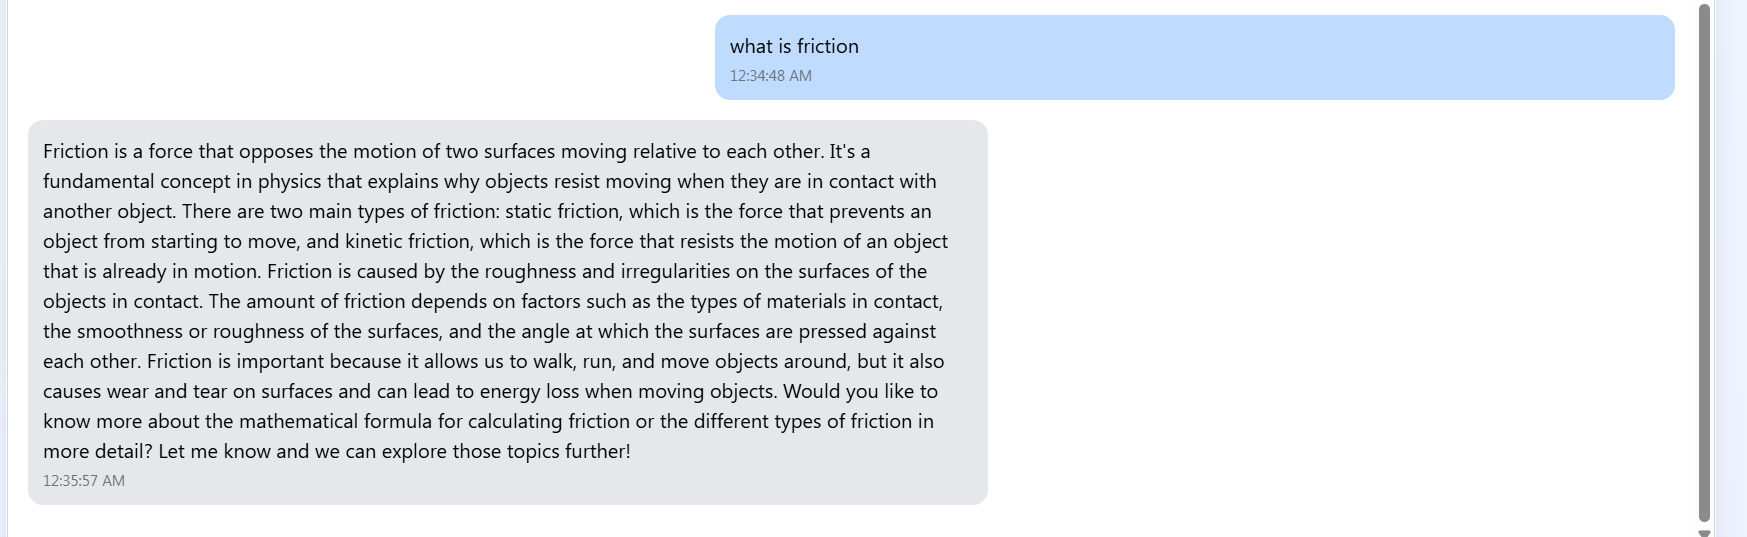 what is friction
12:34:48 AM
Friction is a force that opposes the motion of two surfaces moving relative to each other. It's a
fundamental concept in physics that explains why objects resist moving when they are in contact with
another object. There are two main types of friction: static friction, which is the force that prevents an
object from starting to move, and kinetic friction, which is the force that resists the motion of an object
that is already in motion. Friction is caused by the roughness and irregularities on the surfaces of the
objects in contact. The amount of friction depends on factors such as the types of materials in contact,
the smoothness or roughness of the surfaces, and the angle at which the surfaces are pressed against
each other. Friction is important because it allows us to walk, run, and move objects around, but it also
causes wear and tear on surfaces and can lead to energy loss when moving objects. Would you like to
know more about the mathematical formula for calculating friction or the different types of friction in
more detail? Let me know and we can explore those topics further!
12:35:57 AM